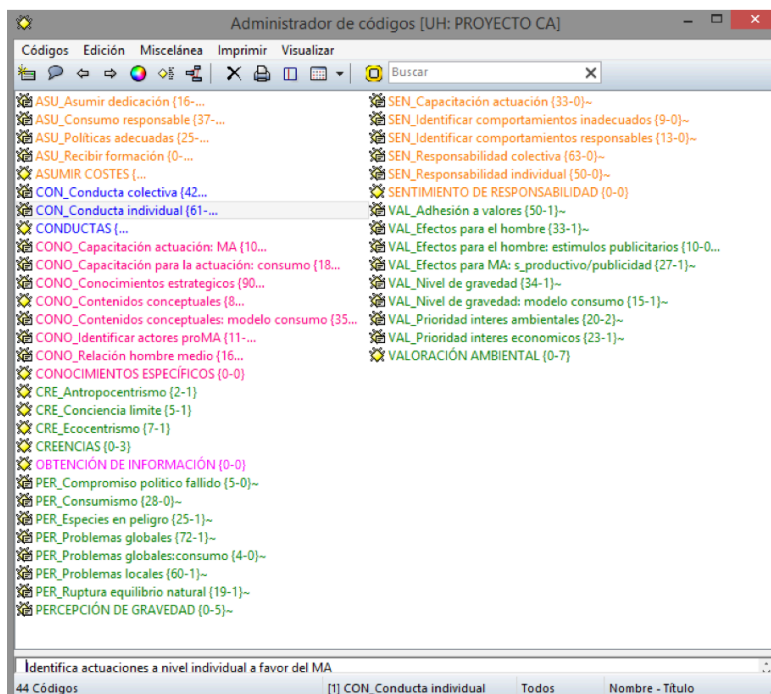 Administrador de códigos [UH: PROYECTO CA]
Códigos Edición Miscelánea Imprimir Visualizar
Buscar
ASU_Asumir dedicación {16-...
ASU_Consumo responsable {37-...
ASU_Políticas adecuadas {25-...
ASU_Recibir formación {0-...
ASUMIR COSTES {...
CON_Conducta colectiva {42...
CON_Conducta individual {61-...
CONDUCTAS {...
CONO_Capacitación actuación: MA {10...
CONO_Capacitación para la actuación: consumo {18...
CONO_Conocimientos estrategicos {90...
CONO_Contenidos conceptuales {8...
CONO_Contenidos conceptuales: modelo consumo {35...
CONO_Identificar actores proMA {11-...
CONO_Relación hombre medio {16...
CONOCIMIENTOS ESPECÍFICOS {0-0}
CRE_Antropocentrismo {2-1}
CRE_Conciencia limite {5-1}
CRE_Ecocentrismo {7-1}
CREENCIAS {0-3}
OBTENCIÓN DE INFORMACIÓN {0-0}
PER_Compromiso politico fallido {5-0}~
PER_Consumismo {28-0}~
PER_Especies en peligro {25-1}~
PER_Problemas globales {72-1}~
PER_Problemas globales:consumo {4-0}~
PER_Problemas locales {60-1}~
PER_Ruptura equilibrio natural {19-1}~
PERCEPCIÓN DE GRAVEDAD {0-5}~
SEN_Capacitación actuación {33-0}~
SEN_Identificar comportamientos inadecuados {9-0}~
SEN_Identificar comportamientos responsables {13-0}~
SEN_Responsabilidad colectiva {63-0}~
SEN_Responsabilidad individual {50-0}~
SENTIMIENTO DE RESPONSABILIDAD {0-0}
VAL_Adhesión a valores {50-1}~
VAL_Efectos para el hombre {33-1}~
VAL_Efectos para el hombre: estimulos publicitarios {10-0...
VAL_Efectos para MA: s_productivo/publicidad {27-1}~
VAL_Nivel de gravedad {34-1}~
VAL_Nivel de gravedad: modelo consumo {15-1}~
VAL_Prioridad interes ambientales {20-2}~
VAL_Prioridad interes economicos {23-1}~
VALORACIÓN AMBIENTAL {0-7}
Identifica actuaciones a nivel individual a favor del MA
44 Códigos [1] CON_Conducta individual Todos Nombre - Título